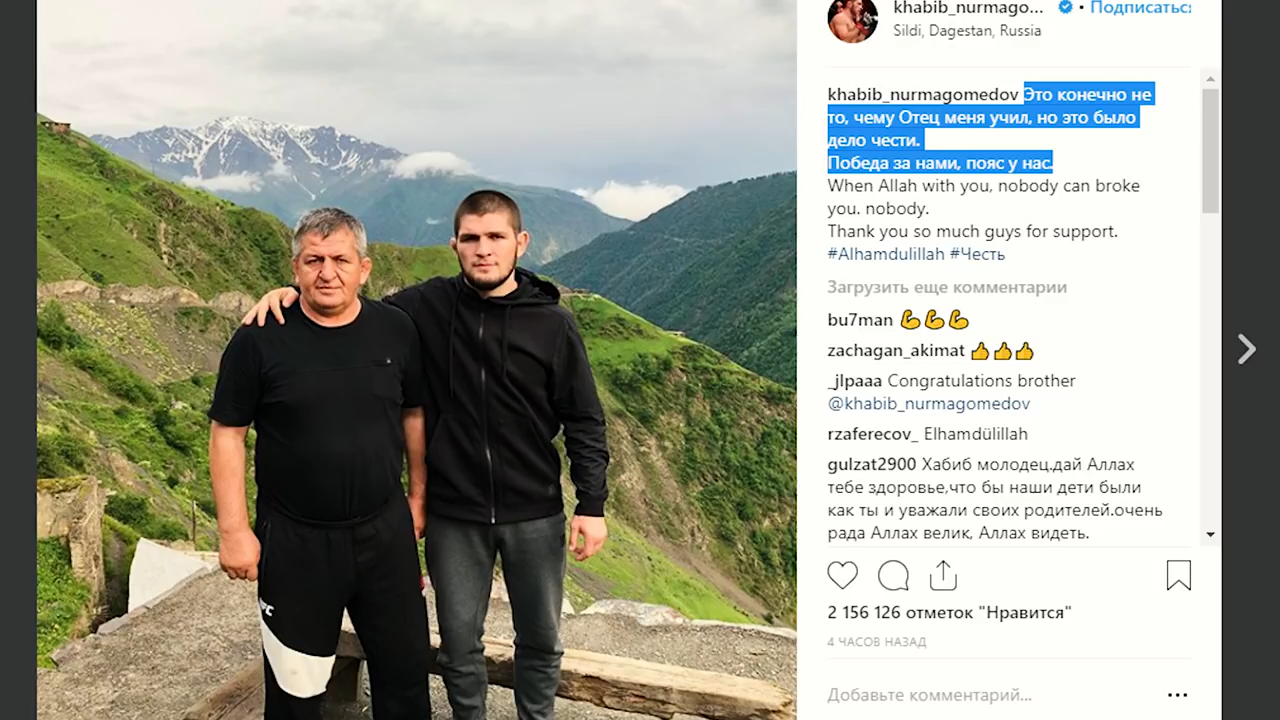 khabib_nurmago... • Подписаться
Sildi, Dagestan, Russia
khabib_nurmagomedov Это конечно не
то, чему Отец меня учил, но это было
дело чести.
Победа за нами, пояс у нас.
When Allah with you, nobody can broke
you. nobody.
Thank you so much guys for support.
#Alhamdulillah #Честь
Загрузить еще комментарии
bu7man 💪💪💪
zachagan_akimat 👍👍👍
_jlpaaa Congratulations brother
@khabib_nurmagomedov
rzaferecov_ Elhamdülillah
gulzat2900 Хабиб молодец.дай Аллах
тебе здоровье,что бы наши дети были
как ты и уважали своих родителей.очень
рада Аллах велик, Аллах видеть.
2 156 126 отметок "Нравится"
4 ЧАСОВ НАЗАД
Добавьте комментарий...